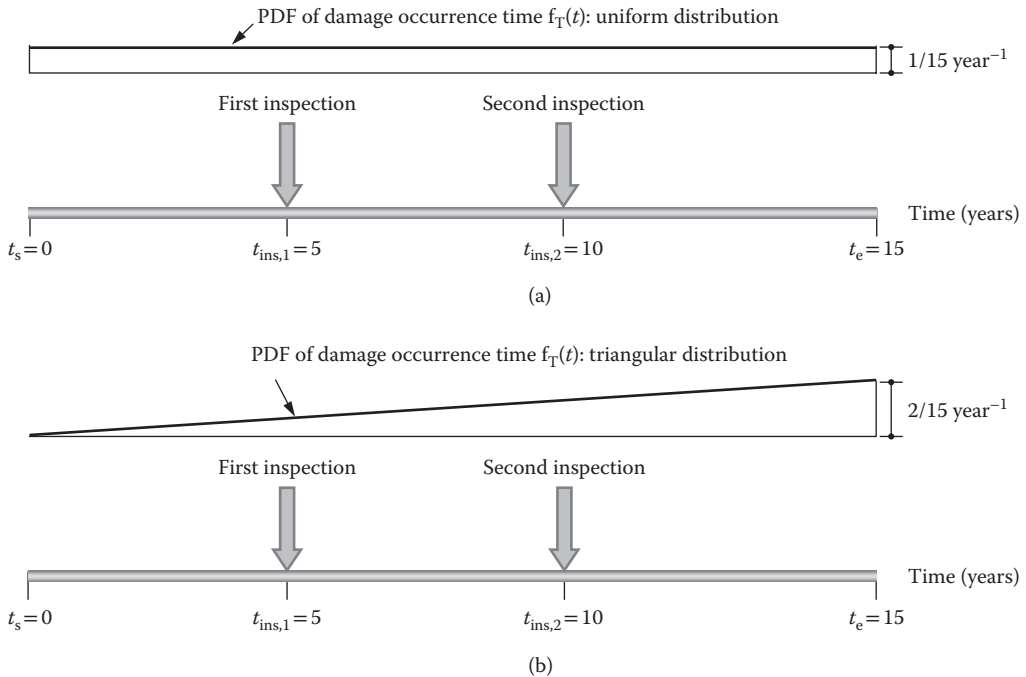 PDF of damage occurrence time f_T(t): uniform distribution
1/15 year⁻¹
First inspection
Second inspection
Time (years)
t_s=0
t_ins,1=5
t_ins,2=10
t_e=15
(a)
PDF of damage occurrence time f_T(t): triangular distribution
2/15 year⁻¹
First inspection
Second inspection
Time (years)
t_s=0
t_ins,1=5
t_ins,2=10
t_e=15
(b)